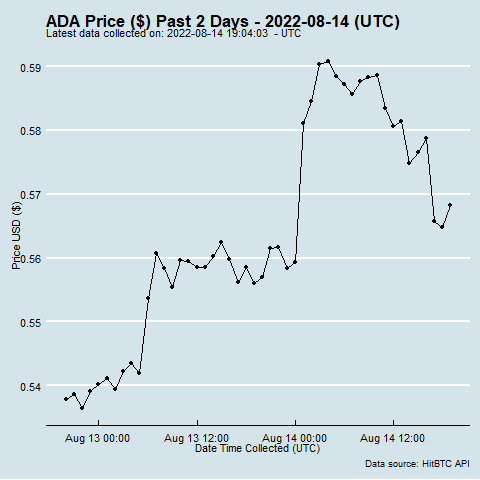 ADA Price ($) Past 2 Days - 2022-08-14 (UTC)
Latest data collected on: 2022-08-14 19:04:03  - UTC
0.59
0.58
0.57
0.56
0.55
0.54
Price USD ($)
Aug 13 00:00 Aug 13 12:00 Aug 14 00:00 Aug 14 12:00
Date Time Collected (UTC)
Data source: HitBTC API